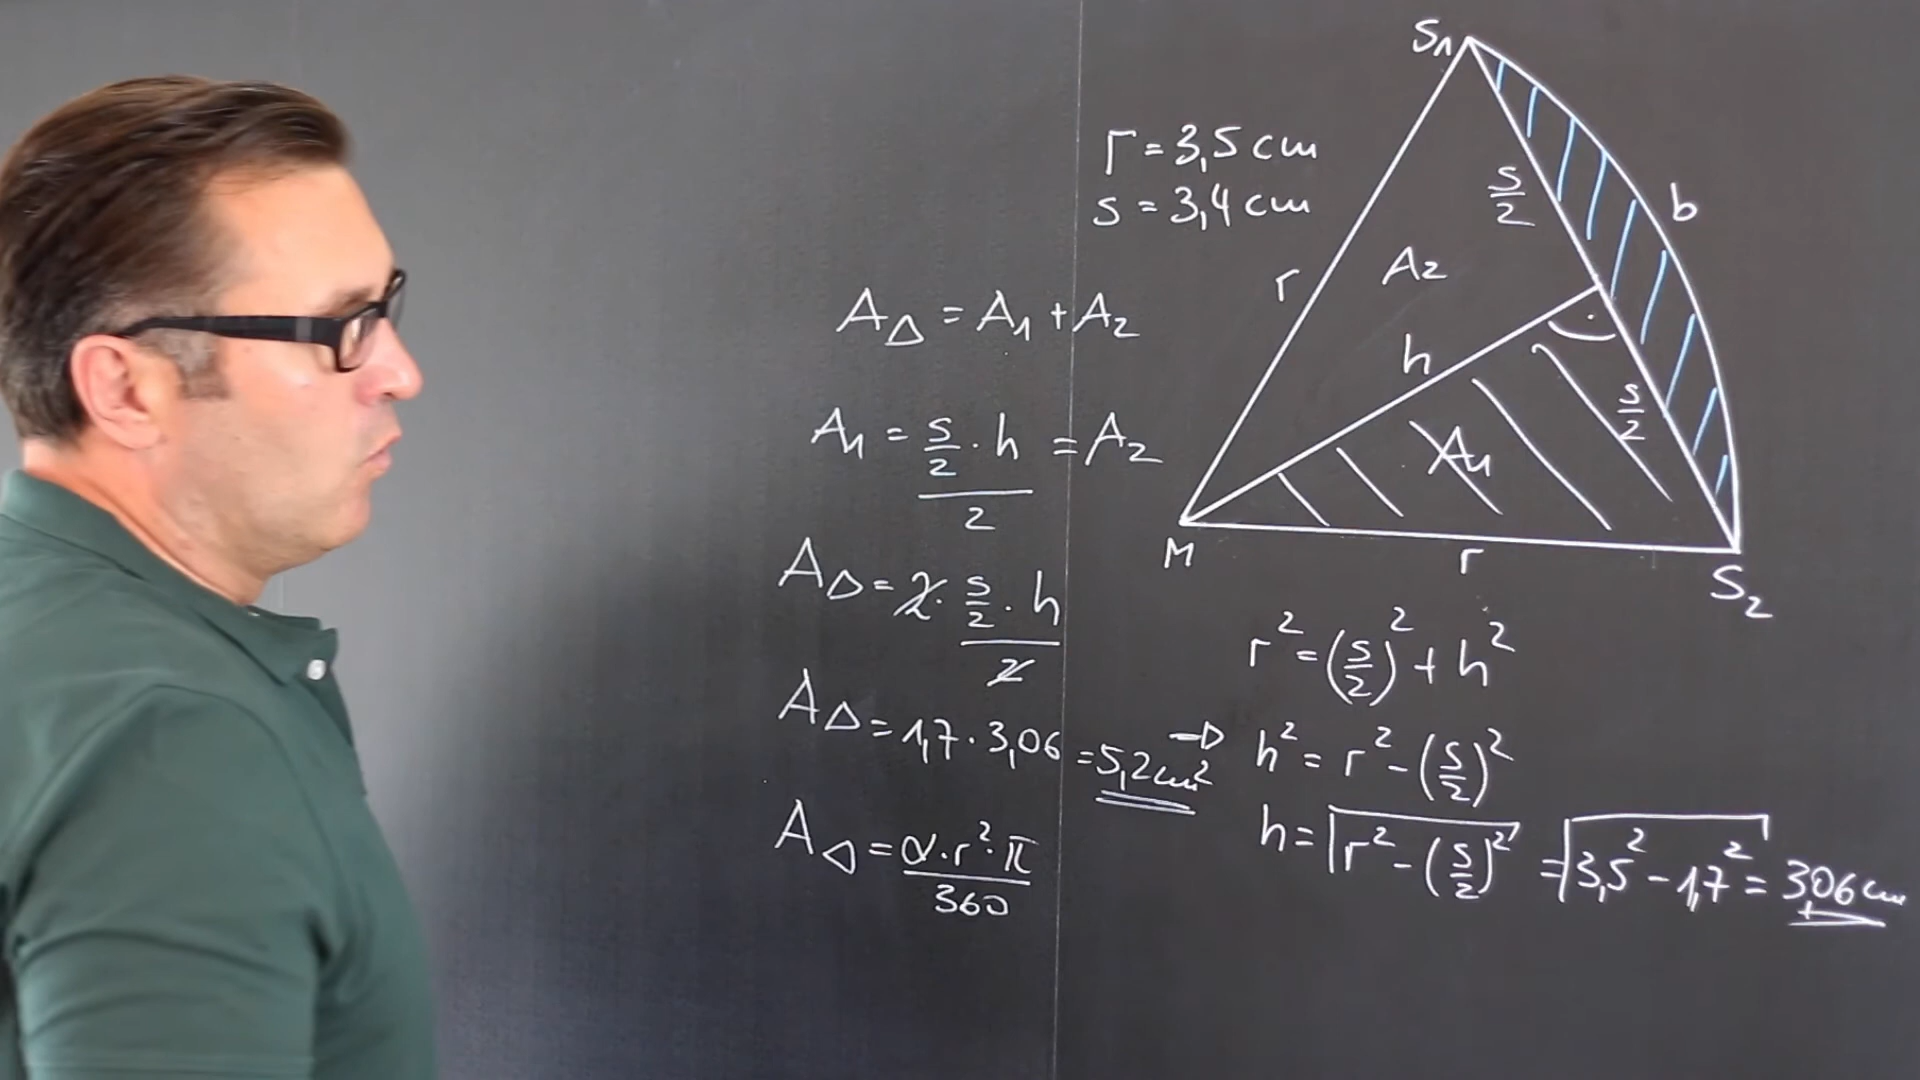 S₁
r = 3,5 cm
s = 3,4 cm
s/2
b
r
A₂
h
s/2
A₁
M
r
S₂
A△ = A₁ + A₂
A₁ = (s/2 · h)/2 = A₂
A△ = 2 · (s/2 · h)/2
A△ = 1,7 · 3,06 = 5,2 cm²
A◁ = (α · r² · π)/360
r² = (s/2)² + h²
⇒ h² = r² - (s/2)²
h = √(r² - (s/2)²) = √(3,5² - 1,7²) = 3,06 cm